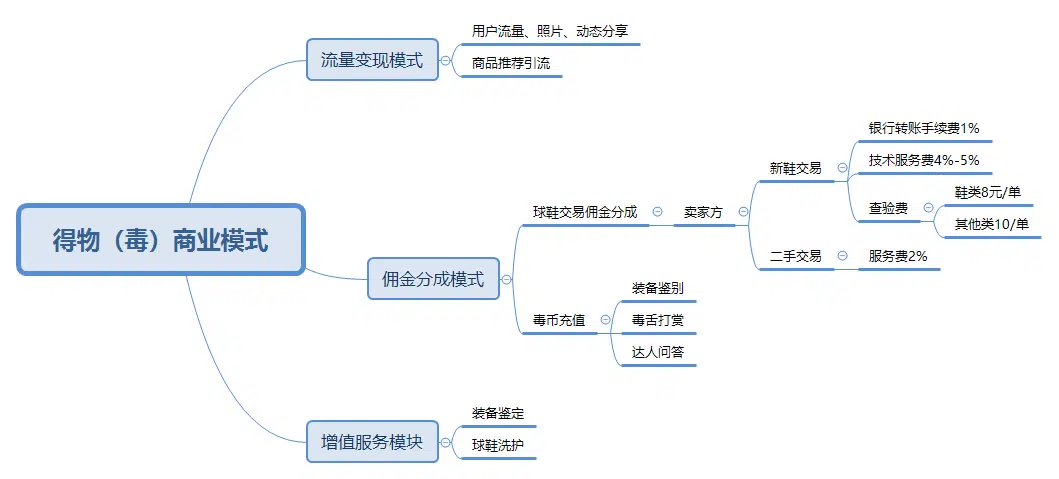 得物（毒）商业模式
流量变现模式
用户流量、照片、动态分享
商品推荐引流
佣金分成模式
球鞋交易佣金分成
卖家方
新鞋交易
银行转账手续费1%
技术服务费4%-5%
查验费
鞋类8元/单
其他类10/单
二手交易
服务费2%
毒币充值
装备鉴别
毒舌打赏
达人问答
增值服务模块
装备鉴定
球鞋洗护